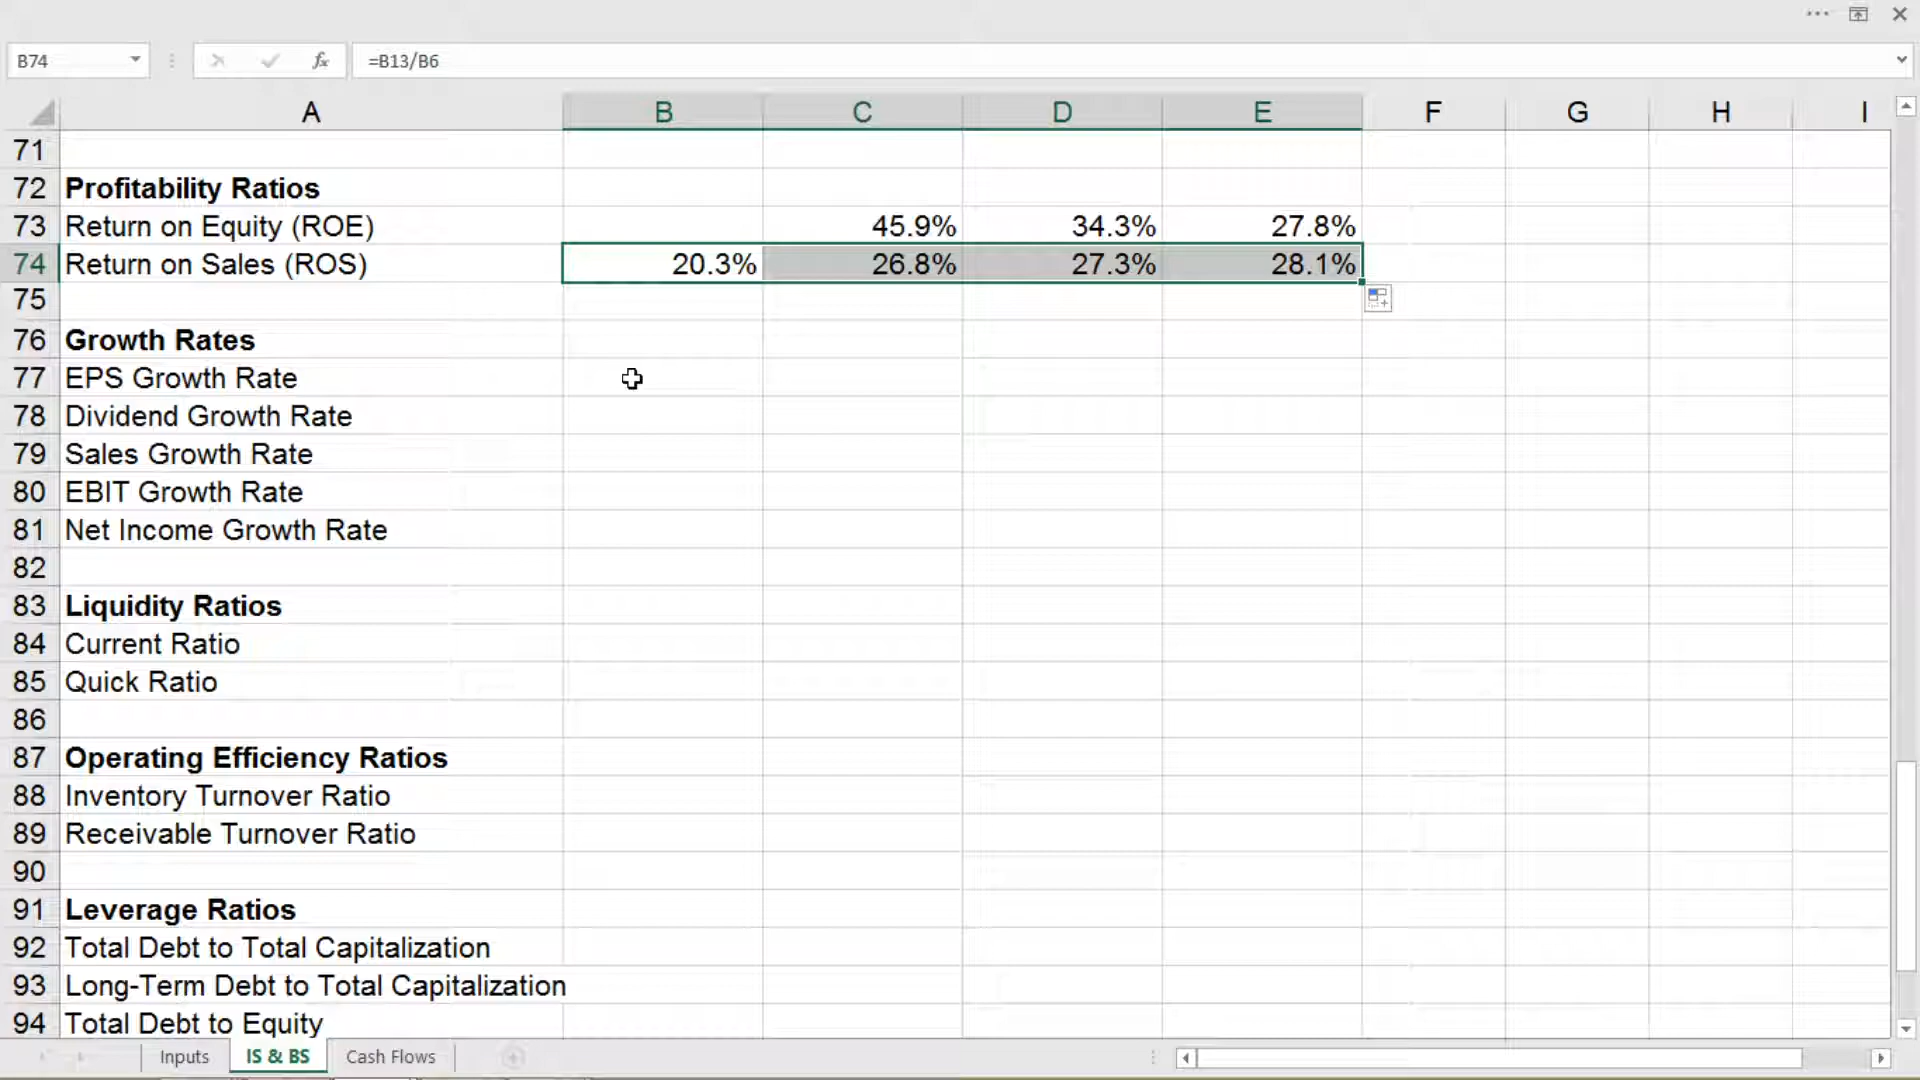 B74
fx
=B13/B6
A B C D E F G H I
71
72 Profitability Ratios
73 Return on Equity (ROE) 45.9% 34.3% 27.8%
74 Return on Sales (ROS) 20.3% 26.8% 27.3% 28.1%
75
76 Growth Rates
77 EPS Growth Rate
78 Dividend Growth Rate
79 Sales Growth Rate
80 EBIT Growth Rate
81 Net Income Growth Rate
82
83 Liquidity Ratios
84 Current Ratio
85 Quick Ratio
86
87 Operating Efficiency Ratios
88 Inventory Turnover Ratio
89 Receivable Turnover Ratio
90
91 Leverage Ratios
92 Total Debt to Total Capitalization
93 Long-Term Debt to Total Capitalization
94 Total Debt to Equity
Inputs IS & BS Cash Flows